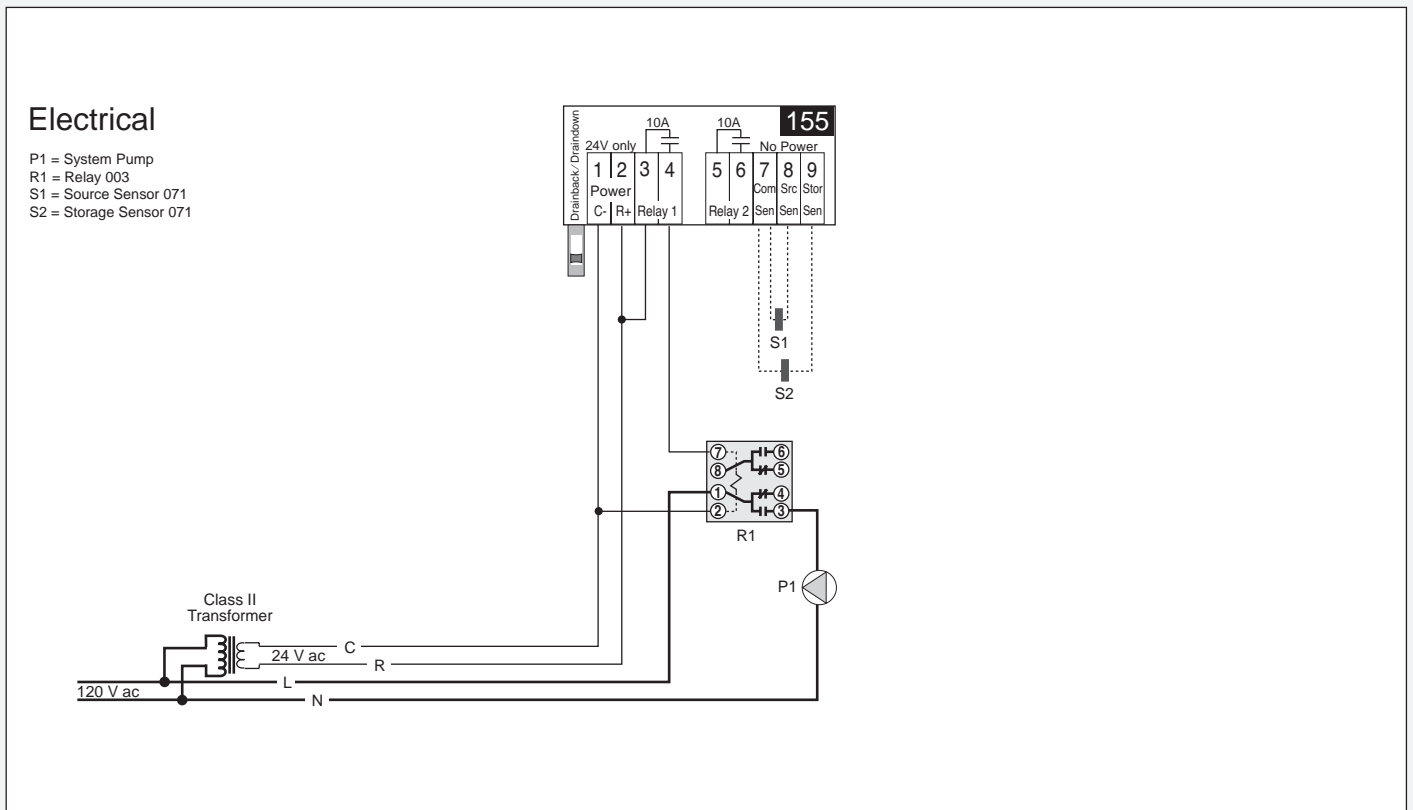 Electrical
P1 = System Pump
R1 = Relay 003
S1 = Source Sensor 071
S2 = Storage Sensor 071
Drainback/Draindown
10A
10A
155
24V only
No Power
1 2 3 4
5 6 7 8 9
Power
Com Src Stor
C- R+ Relay 1
Relay 2 Sen Sen Sen
S1
S2
7 6
8 5
1 4
2 3
R1
P1
Class II
Transformer
C
24 V ac
R
L
120 V ac
N